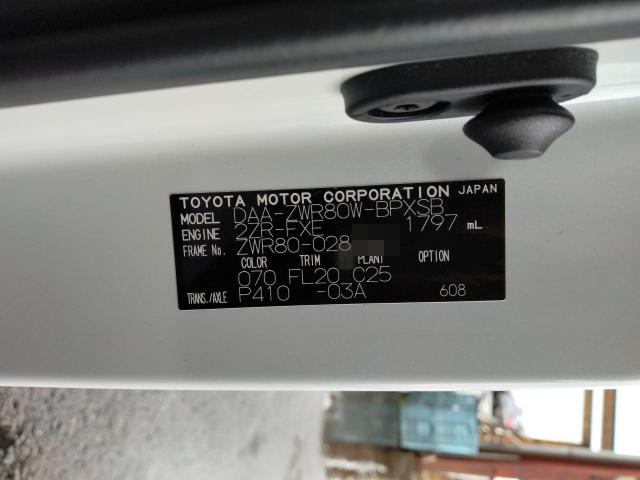 TOYOTA MOTOR CORPORATION JAPAN
MODEL DAA-ZWR80W-BPXSB
ENGINE 2ZR-FXE 1797 mL
FRAME No. ZWR80-028
COLOR TRIM PLANT OPTION
070 FL20 C25
TRANS./AXLE P410 -03A 608